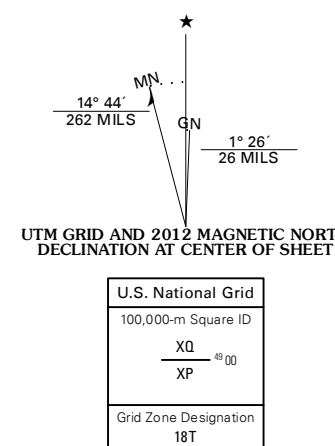 ★
MN
GN
14° 44´
262 MILS
1° 26´
26 MILS
UTM GRID AND 2012 MAGNETIC NORT
DECLINATION AT CENTER OF SHEET
U.S. National Grid
100,000-m Square ID
XQ
49 00
XP
Grid Zone Designation
18T